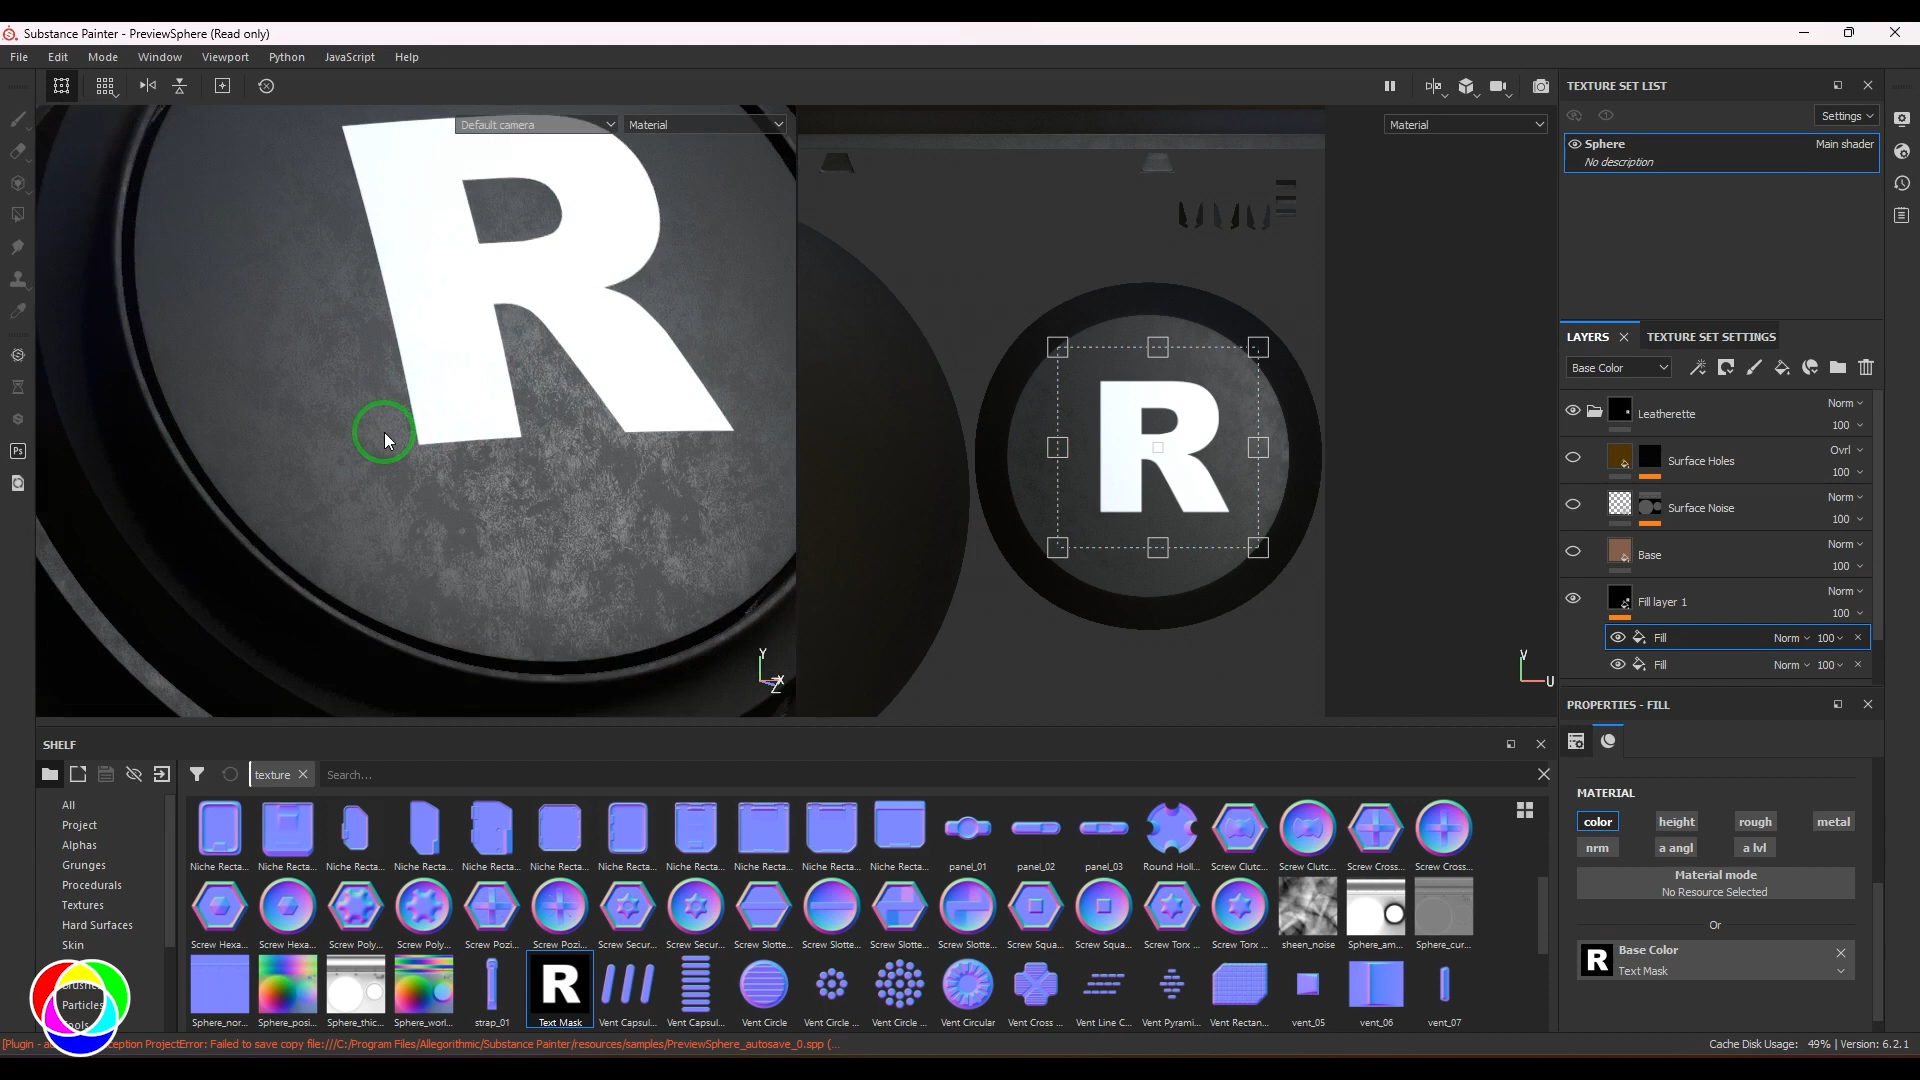 Substance Painter - PreviewSphere (Read only)
File Edit Mode Window Viewport Python JavaScript Help
Default camera
Material
Material
R
R
Y
X
Z
V
U
TEXTURE SET LIST
Settings
Sphere Main shader
No description
LAYERS TEXTURE SET SETTINGS
Base Color
Leatherette Norm
100
Surface Holes Ovrl
100
Surface Noise Norm
100
Base Norm
100
Fill layer 1 Norm
100
Fill Norm 100
Fill Norm 100
PROPERTIES - FILL
MATERIAL
color height rough metal
nrm a angl a lvl
Material mode
No Resource Selected
Or
R Base Color
Text Mask
SHELF
texture Search...
All
Project
Alphas
Grunges
Procedurals
Textures
Hard Surfaces
Skin
Particles
Niche Recta... Niche Recta... Niche Recta... Niche Recta... Niche Recta... Niche Recta... Niche Recta... Niche Recta... Niche Recta... Niche Recta... Niche Recta... panel_01 panel_02 panel_03 Round Holl... Screw Clutc... Screw Clutc... Screw Cross... Screw Cross...
Screw Hexa... Screw Hexa... Screw Poly... Screw Poly... Screw Pozi... Screw Pozi... Screw Secur... Screw Secur... Screw Slotte... Screw Slotte... Screw Slotte... Screw Slotte... Screw Squa... Screw Squa... Screw Torx ... Screw Torx ... sheen_noise Sphere_am... Sphere_cur...
R
Sphere_nor... Sphere_posi... Sphere_thic... Sphere_worl... strap_01 Text Mask Vent Capsul... Vent Capsul... Vent Circle Vent Circle ... Vent Circle ... Vent Circular Vent Cross ... Vent Line C... Vent Pyrami... Vent Rectan... vent_05 vent_06 vent_07
[Plugin - ception ProjectError: Failed to save copy file:///C:/Program Files/Allegorithmic/Substance Painter/resources/samples/PreviewSphere_autosave_0.spp (...
Cache Disk Usage: 49% | Version: 6.2.1
Ps